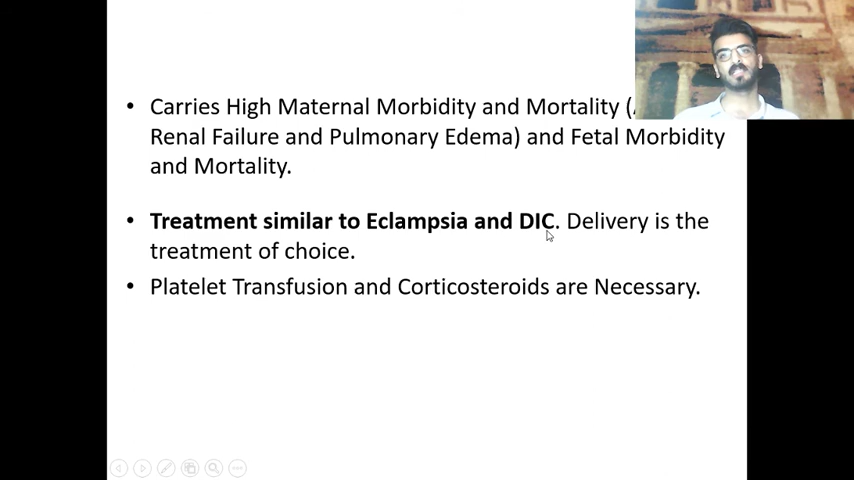 Carries High Maternal Morbidity and Mortality (
Renal Failure and Pulmonary Edema) and Fetal Morbidity
and Mortality.
Treatment similar to Eclampsia and DIC. Delivery is the
treatment of choice.
Platelet Transfusion and Corticosteroids are Necessary.